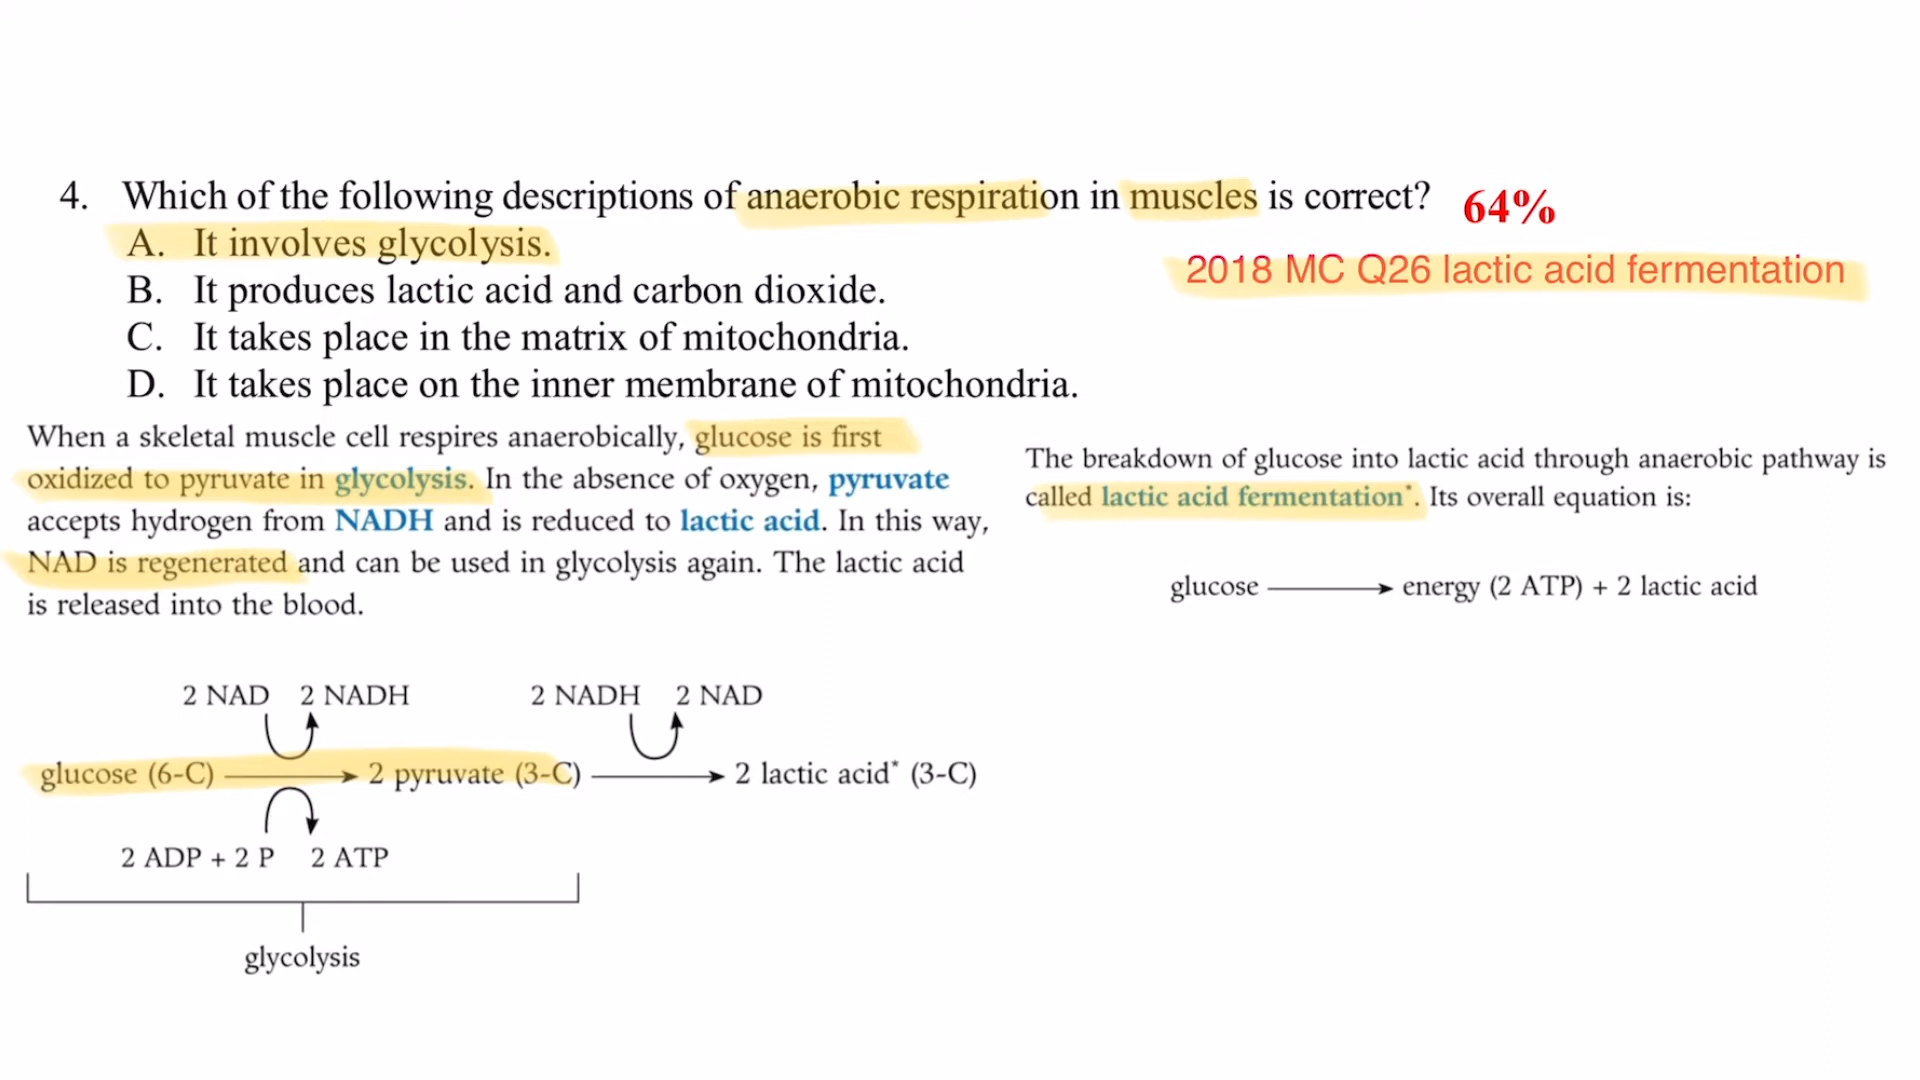 4. Which of the following descriptions of anaerobic respiration in muscles is correct? 64%
A. It involves glycolysis.
2018 MC Q26 lactic acid fermentation
B. It produces lactic acid and carbon dioxide.
C. It takes place in the matrix of mitochondria.
D. It takes place on the inner membrane of mitochondria.
When a skeletal muscle cell respires anaerobically, glucose is first
oxidized to pyruvate in glycolysis. In the absence of oxygen, pyruvate
accepts hydrogen from NADH and is reduced to lactic acid. In this way,
NAD is regenerated and can be used in glycolysis again. The lactic acid
is released into the blood.
The breakdown of glucose into lactic acid through anaerobic pathway is
called lactic acid fermentation*. Its overall equation is:
glucose → energy (2 ATP) + 2 lactic acid
2 NAD 2 NADH 2 NADH 2 NAD
glucose (6-C) → 2 pyruvate (3-C) → 2 lactic acid* (3-C)
2 ADP + 2 P 2 ATP
glycolysis